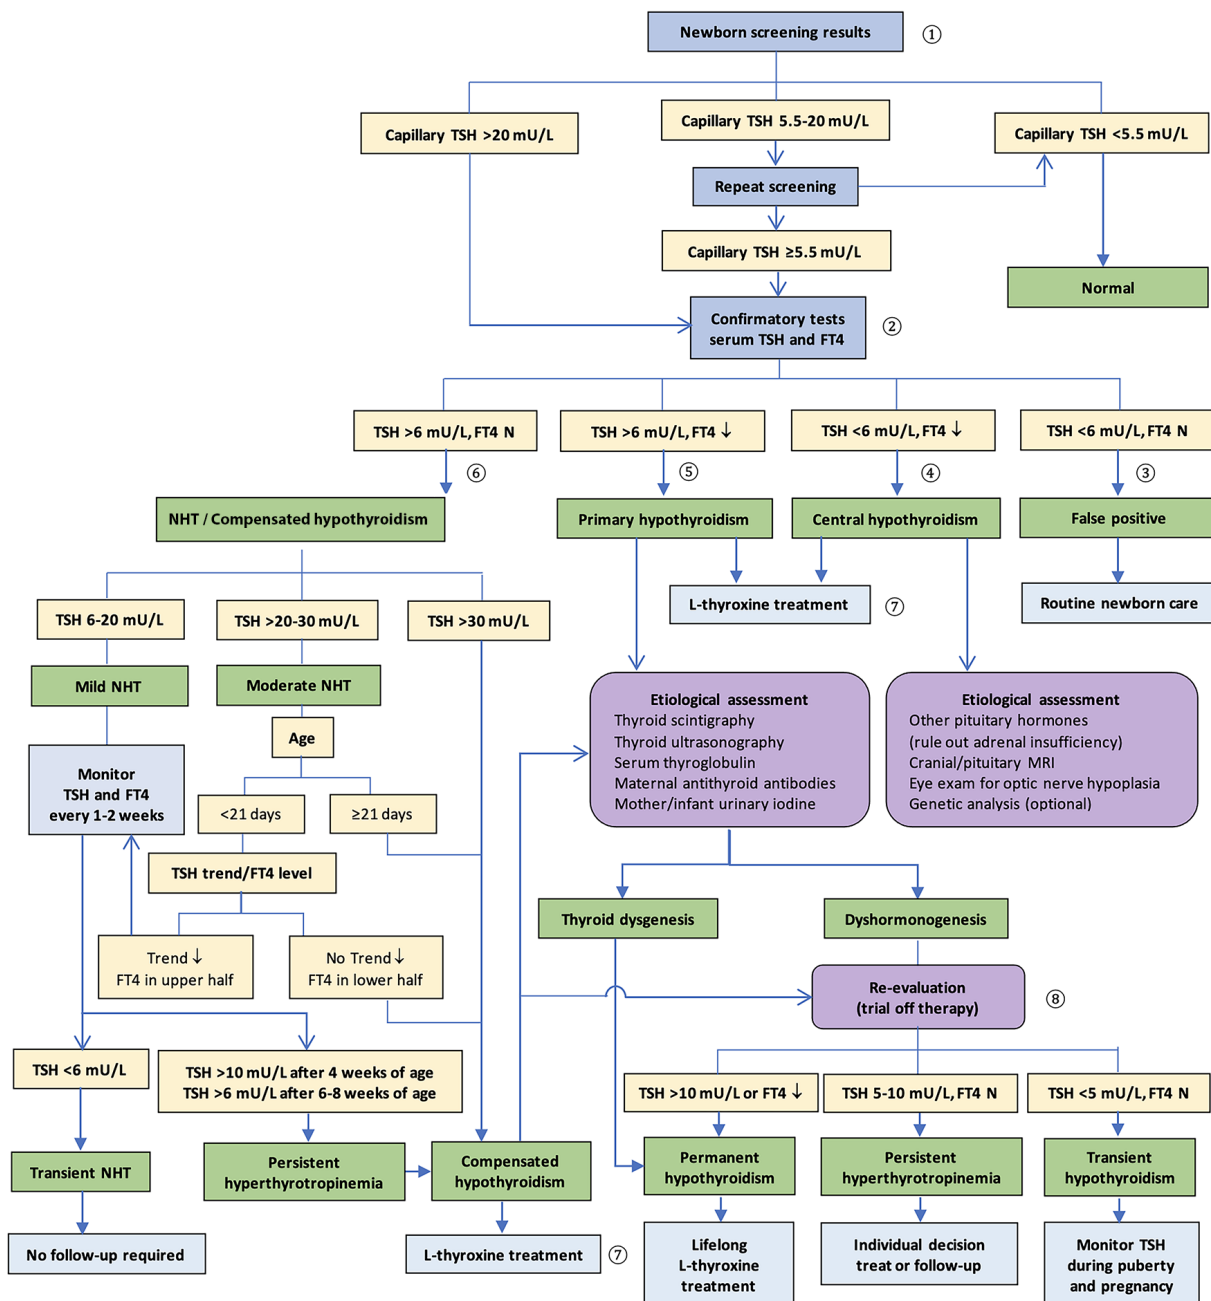 Newborn screening results
①
Capillary TSH >20 mU/L
Capillary TSH 5.5-20 mU/L
Capillary TSH <5.5 mU/L
Repeat screening
Capillary TSH ≥5.5 mU/L
Normal
Confirmatory tests
serum TSH and FT4
②
TSH >6 mU/L, FT4 N
TSH >6 mU/L, FT4 ↓
TSH <6 mU/L, FT4 ↓
TSH <6 mU/L, FT4 N
⑥
⑤
④
③
NHT / Compensated hypothyroidism
Primary hypothyroidism
Central hypothyroidism
False positive
L-thyroxine treatment
⑦
Routine newborn care
TSH 6-20 mU/L
TSH >20-30 mU/L
TSH >30 mU/L
Mild NHT
Moderate NHT
Age
Monitor
TSH and FT4
every 1-2 weeks
<21 days
≥21 days
TSH trend/FT4 level
Trend ↓
FT4 in upper half
No Trend ↓
FT4 in lower half
Etiological assessment
Thyroid scintigraphy
Thyroid ultrasonography
Serum thyroglobulin
Maternal antithyroid antibodies
Mother/infant urinary iodine
Etiological assessment
Other pituitary hormones
(rule out adrenal insufficiency)
Cranial/pituitary MRI
Eye exam for optic nerve hypoplasia
Genetic analysis (optional)
Thyroid dysgenesis
Dyshormonogenesis
Re-evaluation
(trial off therapy)
⑧
TSH <6 mU/L
TSH >10 mU/L after 4 weeks of age
TSH >6 mU/L after 6-8 weeks of age
TSH >10 mU/L or FT4 ↓
TSH 5-10 mU/L, FT4 N
TSH <5 mU/L, FT4 N
Transient NHT
Persistent
hyperthyrotropinemia
Compensated
hypothyroidism
Permanent
hypothyroidism
Persistent
hyperthyrotropinemia
Transient
hypothyroidism
No follow-up required
L-thyroxine treatment
⑦
Lifelong
L-thyroxine
treatment
Individual decision
treat or follow-up
Monitor TSH
during puberty
and pregnancy